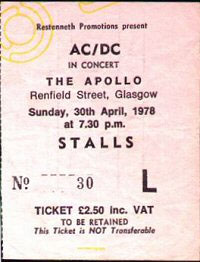 Restenneth Promotions present
AC/DC
IN CONCERT
THE APOLLO
Renfield Street, Glasgow
Sunday, 30th April, 1978
at 7.30 p.m.
STALLS
No ---- 30 L
TICKET £2.50 inc. VAT
TO BE RETAINED
This Ticket is NOT Transferable